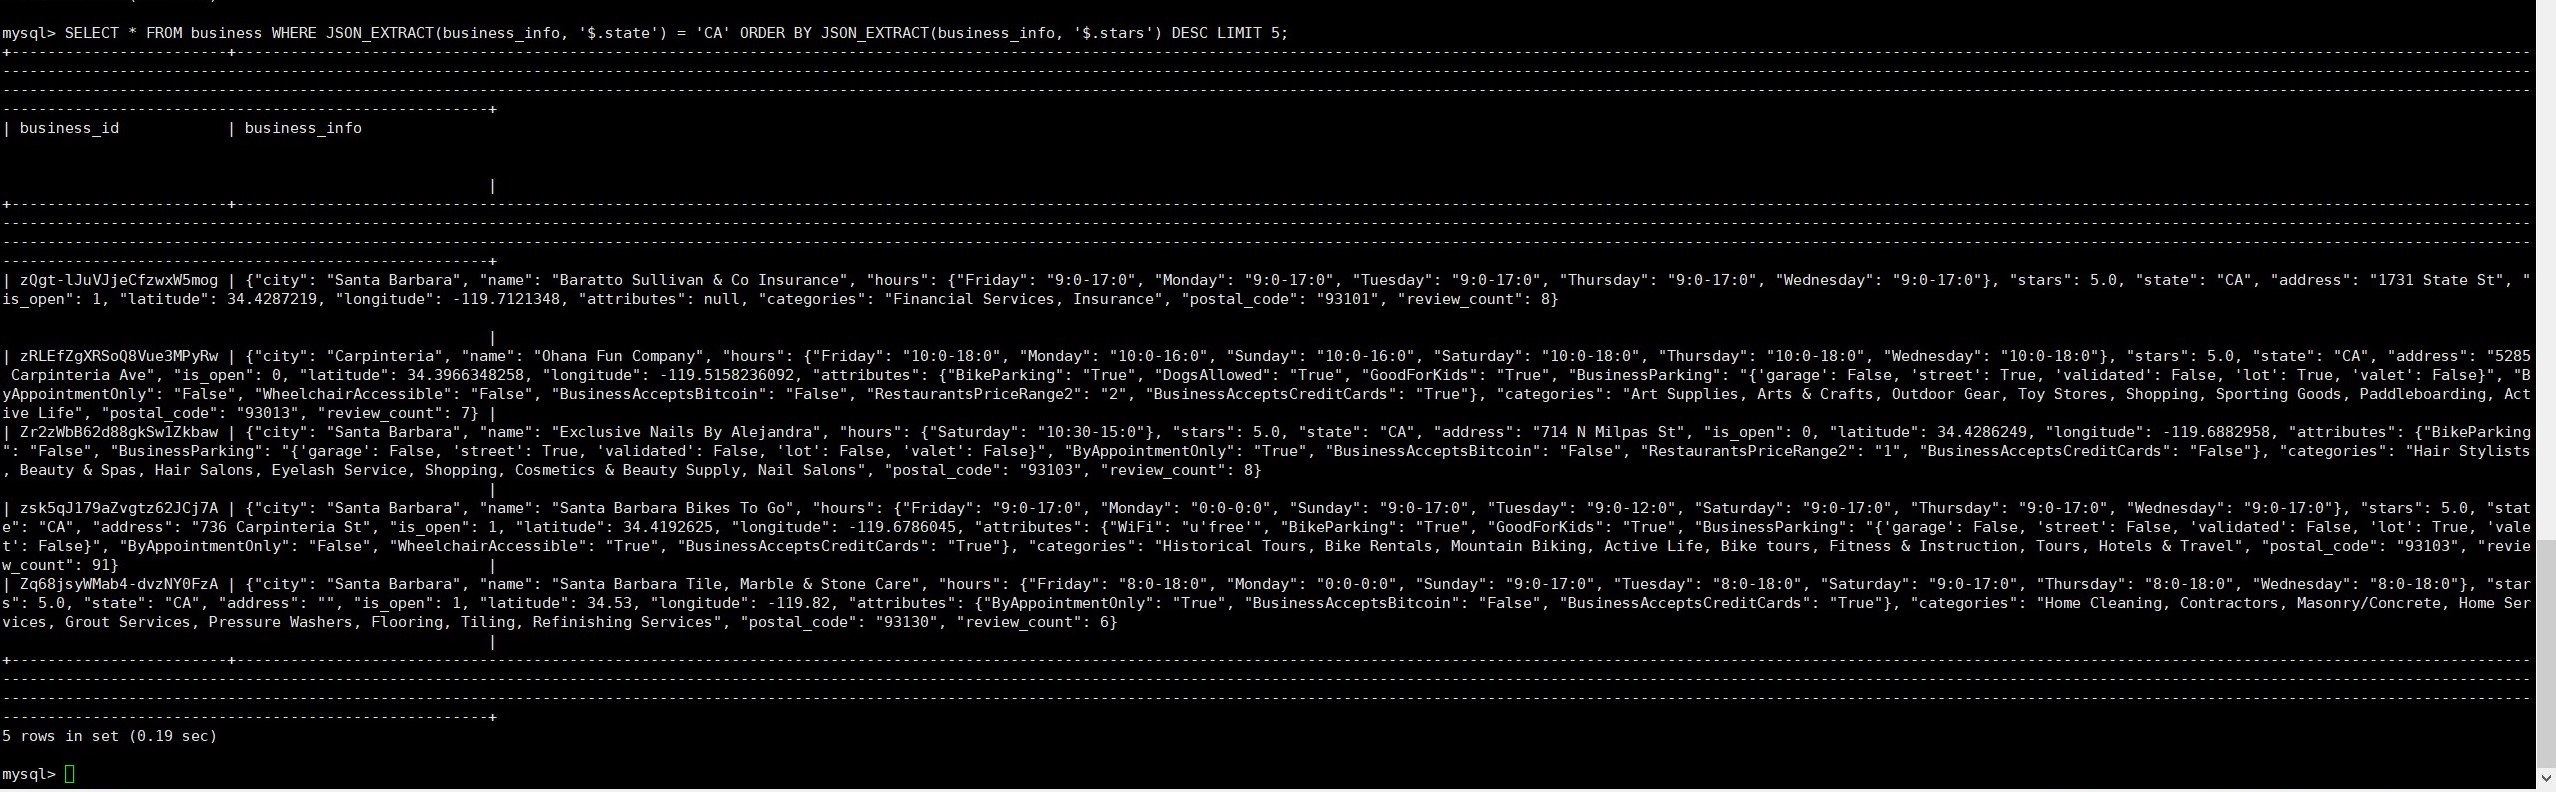 mysql> SELECT * FROM business WHERE JSON_EXTRACT(business_info, '$.state') = 'CA' ORDER BY JSON_EXTRACT(business_info, '$.stars') DESC LIMIT 5;
| business_id | business_info
|
| zQgt-lJuVJjeCfzwxW5mog | {"city": "Santa Barbara", "name": "Baratto Sullivan & Co Insurance", "hours": {"Friday": "9:0-17:0", "Monday": "9:0-17:0", "Tuesday": "9:0-17:0", "Thursday": "9:0-17:0", "Wednesday": "9:0-17:0"}, "stars": 5.0, "state": "CA", "address": "1731 State St", "
is_open": 1, "latitude": 34.4287219, "longitude": -119.7121348, "attributes": null, "categories": "Financial Services, Insurance", "postal_code": "93101", "review_count": 8}
|
| zRLEfZgXRSoQ8Vue3MPyRw | {"city": "Carpinteria", "name": "Ohana Fun Company", "hours": {"Friday": "10:0-18:0", "Monday": "10:0-16:0", "Sunday": "10:0-16:0", "Saturday": "10:0-18:0", "Thursday": "10:0-18:0", "Wednesday": "10:0-18:0"}, "stars": 5.0, "state": "CA", "address": "5285
 Carpinteria Ave", "is_open": 0, "latitude": 34.3966348258, "longitude": -119.5158236092, "attributes": {"BikeParking": "True", "DogsAllowed": "True", "GoodForKids": "True", "BusinessParking": "{'garage': False, 'street': True, 'validated': False, 'lot': True, 'valet': False}", "B
yAppointmentOnly": "False", "WheelchairAccessible": "False", "BusinessAcceptsBitcoin": "False", "RestaurantsPriceRange2": "2", "BusinessAcceptsCreditCards": "True"}, "categories": "Art Supplies, Arts & Crafts, Outdoor Gear, Toy Stores, Shopping, Sporting Goods, Paddleboarding, Act
ive Life", "postal_code": "93013", "review_count": 7} |
| Zr2zWbB62d88gkSw1Zkbaw | {"city": "Santa Barbara", "name": "Exclusive Nails By Alejandra", "hours": {"Saturday": "10:30-15:0"}, "stars": 5.0, "state": "CA", "address": "714 N Milpas St", "is_open": 0, "latitude": 34.4286249, "longitude": -119.6882958, "attributes": {"BikeParking
": "False", "BusinessParking": "{'garage': False, 'street': True, 'validated': False, 'lot': False, 'valet': False}", "ByAppointmentOnly": "True", "BusinessAcceptsBitcoin": "False", "RestaurantsPriceRange2": "1", "BusinessAcceptsCreditCards": "False"}, "categories": "Hair Stylists
, Beauty & Spas, Hair Salons, Eyelash Service, Shopping, Cosmetics & Beauty Supply, Nail Salons", "postal_code": "93103", "review_count": 8}
|
| zsk5qJ179aZvgtz62JCj7A | {"city": "Santa Barbara", "name": "Santa Barbara Bikes To Go", "hours": {"Friday": "9:0-17:0", "Monday": "0:0-0:0", "Sunday": "9:0-17:0", "Tuesday": "9:0-12:0", "Saturday": "9:0-17:0", "Thursday": "9:0-17:0", "Wednesday": "9:0-17:0"}, "stars": 5.0, "stat
e": "CA", "address": "736 Carpinteria St", "is_open": 1, "latitude": 34.4192625, "longitude": -119.6786045, "attributes": {"WiFi": "u'free'", "BikeParking": "True", "GoodForKids": "True", "BusinessParking": "{'garage': False, 'street': False, 'validated': False, 'lot': True, 'vale
t': False}", "ByAppointmentOnly": "False", "WheelchairAccessible": "True", "BusinessAcceptsCreditCards": "True"}, "categories": "Historical Tours, Bike Rentals, Mountain Biking, Active Life, Bike tours, Fitness & Instruction, Tours, Hotels & Travel", "postal_code": "93103", "revie
w_count": 91} |
| Zq68jsyWMab4-dvzNY0FzA | {"city": "Santa Barbara", "name": "Santa Barbara Tile, Marble & Stone Care", "hours": {"Friday": "8:0-18:0", "Monday": "0:0-0:0", "Sunday": "9:0-17:0", "Tuesday": "8:0-18:0", "Saturday": "9:0-17:0", "Thursday": "8:0-18:0", "Wednesday": "8:0-18:0"}, "star
s": 5.0, "state": "CA", "address": "", "is_open": 1, "latitude": 34.53, "longitude": -119.82, "attributes": {"ByAppointmentOnly": "True", "BusinessAcceptsBitcoin": "False", "BusinessAcceptsCreditCards": "True"}, "categories": "Home Cleaning, Contractors, Masonry/Concrete, Home Ser
vices, Grout Services, Pressure Washers, Flooring, Tiling, Refinishing Services", "postal_code": "93130", "review_count": 6}
|
5 rows in set (0.19 sec)
mysql>